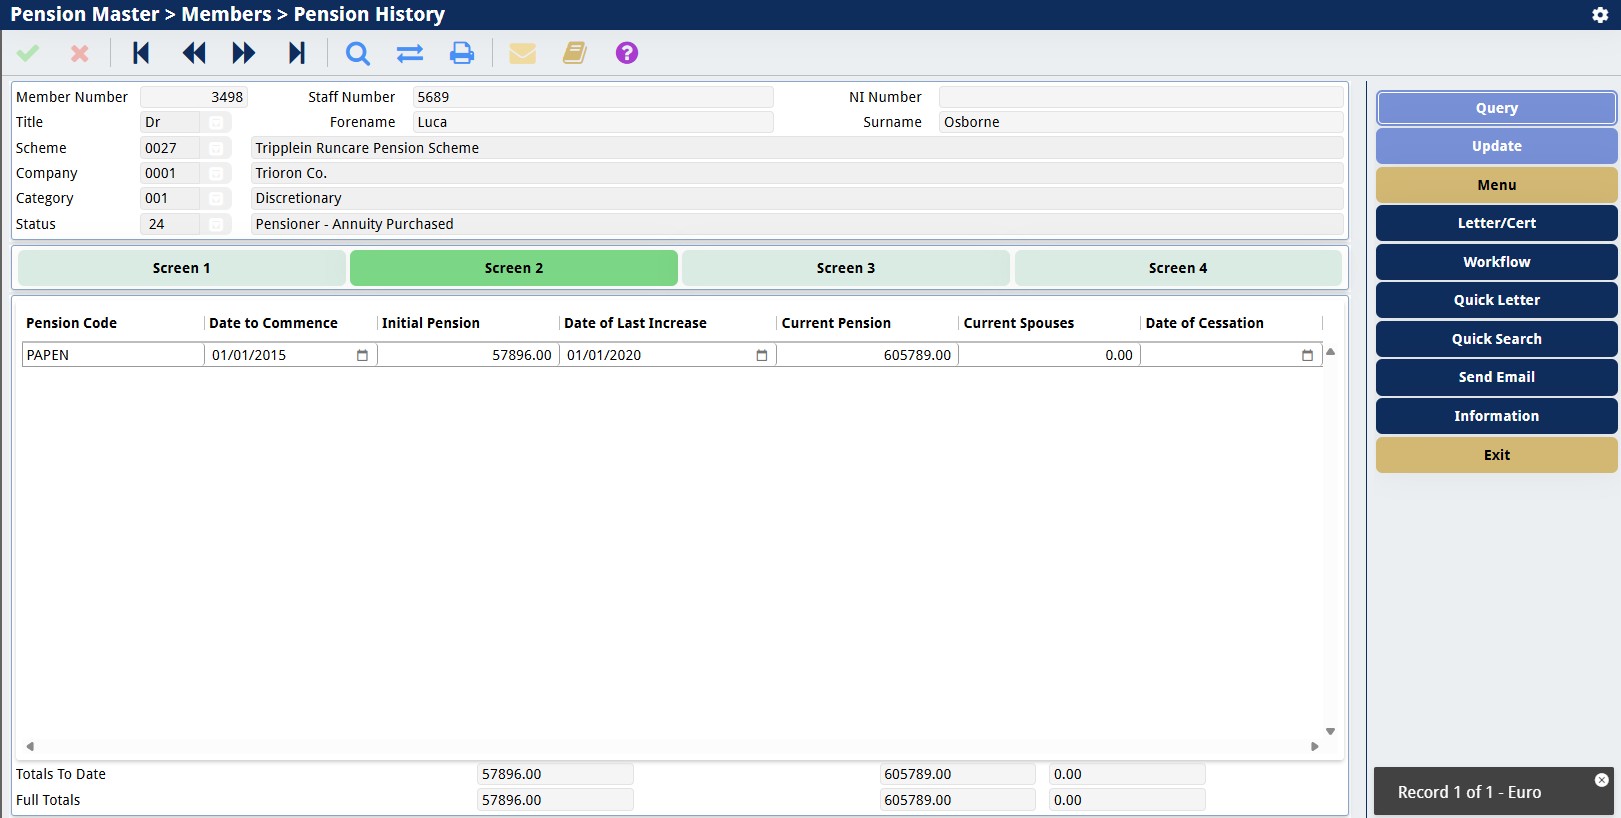 Pension Master > Members > Pension History
?
Member Number 3498 Staff Number 5689 NI Number
Title Dr Forename Luca Surname Osborne
Scheme 0027 Tripplein Runcare Pension Scheme
Company 0001 Trioron Co.
Category 001 Discretionary
Status 24 Pensioner - Annuity Purchased
Screen 1 Screen 2 Screen 3 Screen 4
Pension Code Date to Commence Initial Pension Date of Last Increase Current Pension Current Spouses Date of Cessation
PAPEN 01/01/2015 57896.00 01/01/2020 605789.00 0.00
Totals To Date 57896.00 605789.00 0.00
Full Totals 57896.00 605789.00 0.00
Query
Update
Menu
Letter/Cert
Workflow
Quick Letter
Quick Search
Send Email
Information
Exit
Record 1 of 1 - Euro